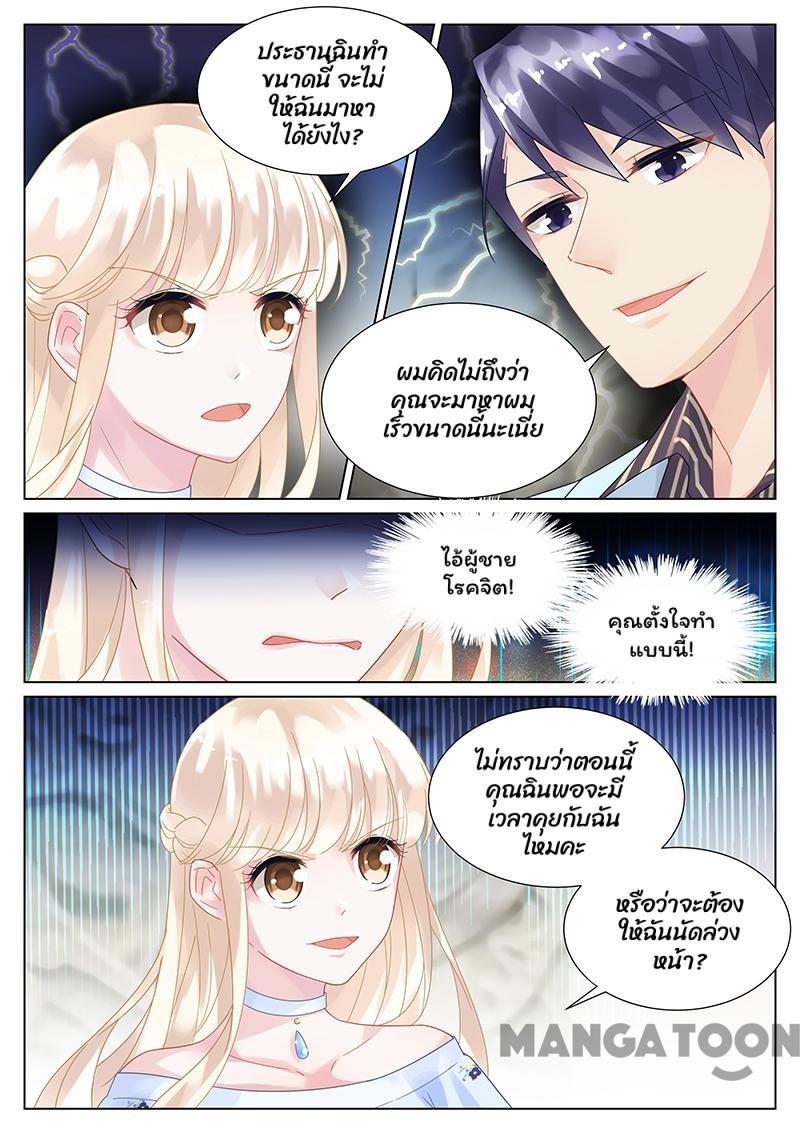 ประธานฉินทำ
ขนาดนี้ จะไม่
ให้ฉันมาหา
ได้ยังไง?
ผมคิดไม่ถึงว่า
คุณจะมาหาผม
เร็วขนาดนี้นะเนี่ย
ไอ้ผู้ชาย
โรคจิต!
คุณตั้งใจทำ
แบบนี้!
ไม่ทราบว่าตอนนี้
คุณฉินพอจะมี
เวลาคุยกับฉัน
ไหมคะ
หรือว่าจะต้อง
ให้ฉันนัดล่วง
หน้า?
MANGATOON